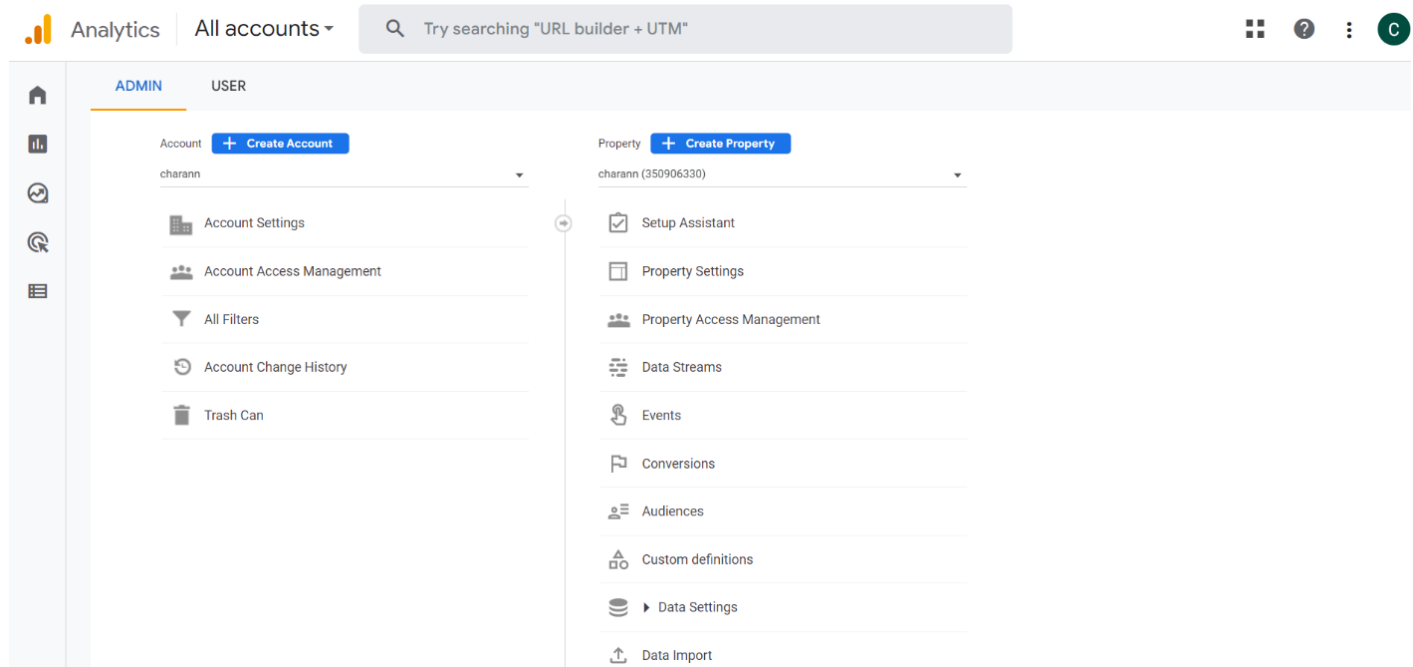 Analytics
All accounts
Try searching "URL builder + UTM"
C
ADMIN
USER
Account
Create Account
charann
Account Settings
Account Access Management
All Filters
Account Change History
Trash Can
Property
Create Property
charann (350906330)
Setup Assistant
Property Settings
Property Access Management
Data Streams
Events
Conversions
Audiences
Custom definitions
Data Settings
Data Import